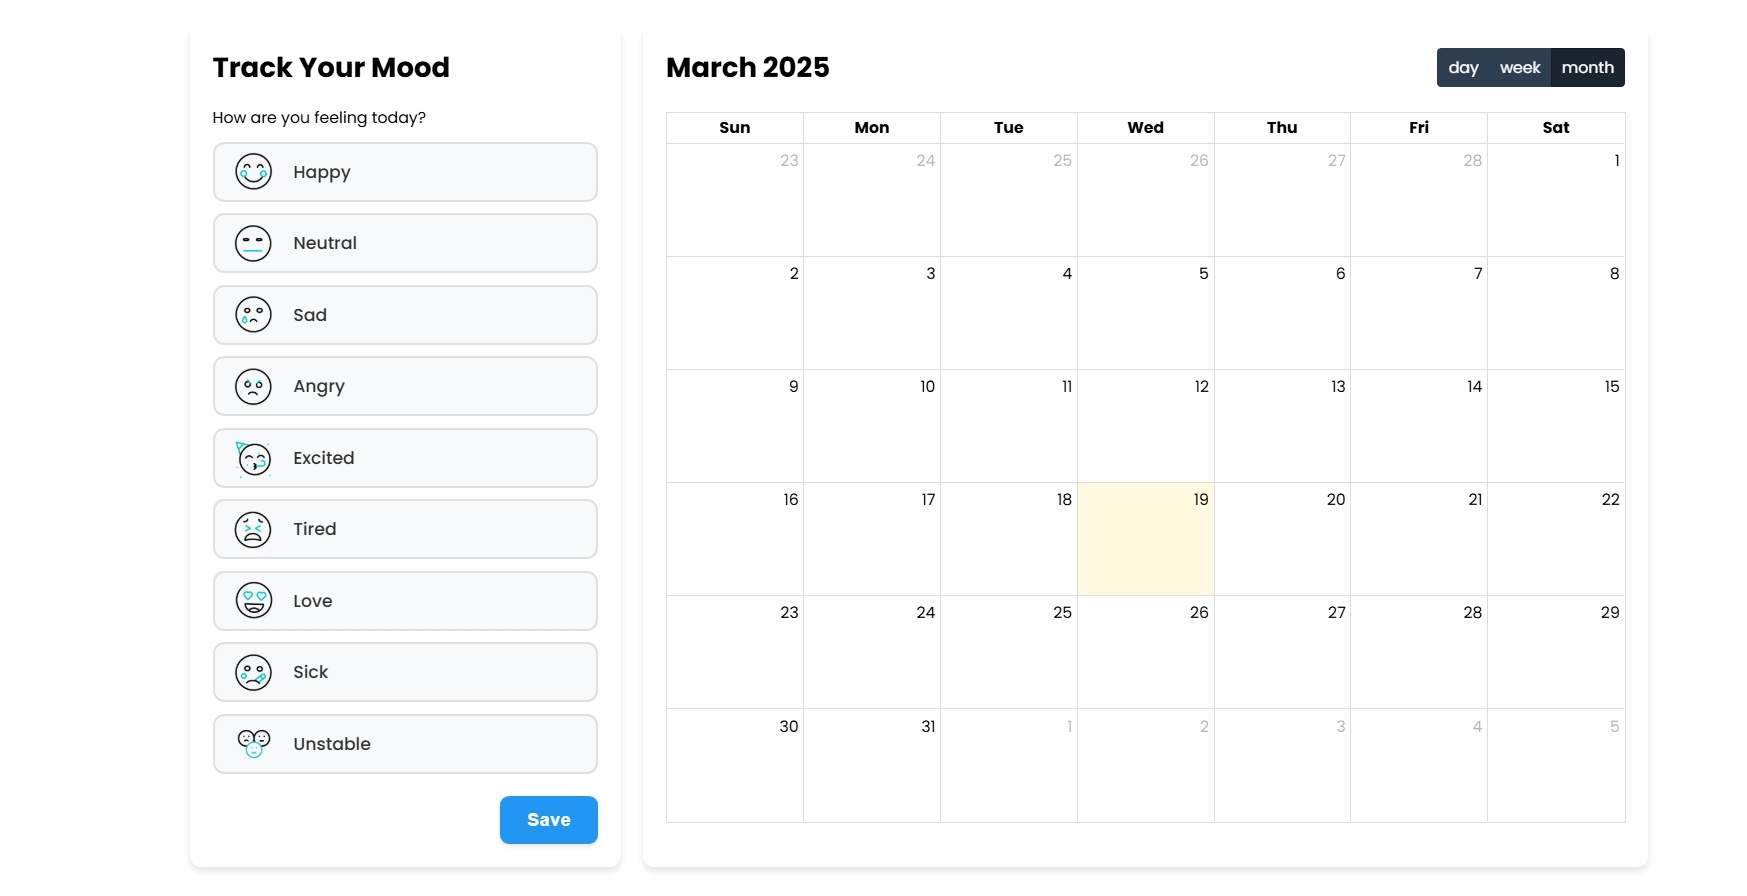 Track Your Mood
How are you feeling today?
Happy
Neutral
Sad
Angry
Excited
Tired
Love
Sick
Unstable
Save
March 2025
day week month
Sun Mon Tue Wed Thu Fri Sat
23 24 25 26 27 28 1
2 3 4 5 6 7 8
9 10 11 12 13 14 15
16 17 18 19 20 21 22
23 24 25 26 27 28 29
30 31 1 2 3 4 5